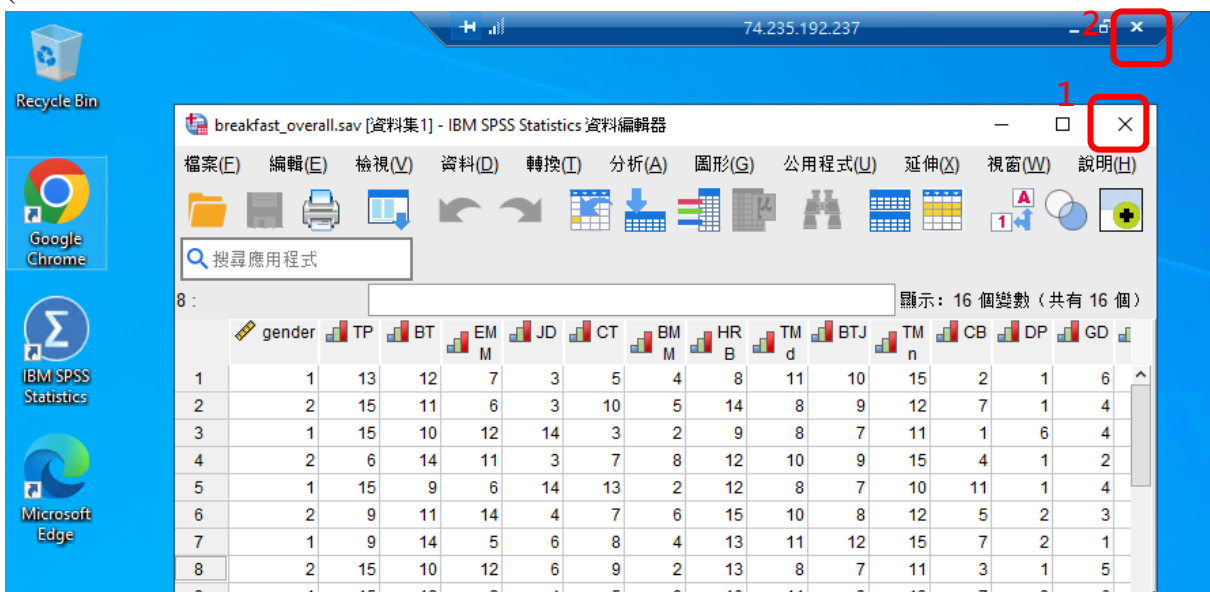 (
74.235.192.237
2
Recycle Bin
1
breakfast_overall.sav [資料集1] - IBM SPSS Statistics 資料編輯器
檔案(F) 編輯(E) 檢視(V) 資料(D) 轉換(T) 分析(A) 圖形(G) 公用程式(U) 延伸(X) 視窗(W) 說明(H)
Google
Chrome
搜尋應用程式
8 :
顯示: 16 個變數 (共有 16 個)
gender TP BT EMM JD CT BMM HRB TMd BTJ TMn CB DP GD
IBM SPSS
Statistics
1 1 13 12 7 3 5 4 8 11 10 15 2 1 6
2 2 15 11 6 3 10 5 14 8 9 12 7 1 4
3 1 15 10 12 14 3 2 9 8 7 11 1 6 4
4 2 6 14 11 3 7 8 12 10 9 15 4 1 2
5 1 15 9 6 14 13 2 12 8 7 10 11 1 4
6 2 9 11 14 4 7 6 15 10 8 12 5 2 3
7 1 9 14 5 6 8 4 13 11 12 15 7 2 1
8 2 15 10 12 6 9 2 13 8 7 11 3 1 5
Microsoft
Edge